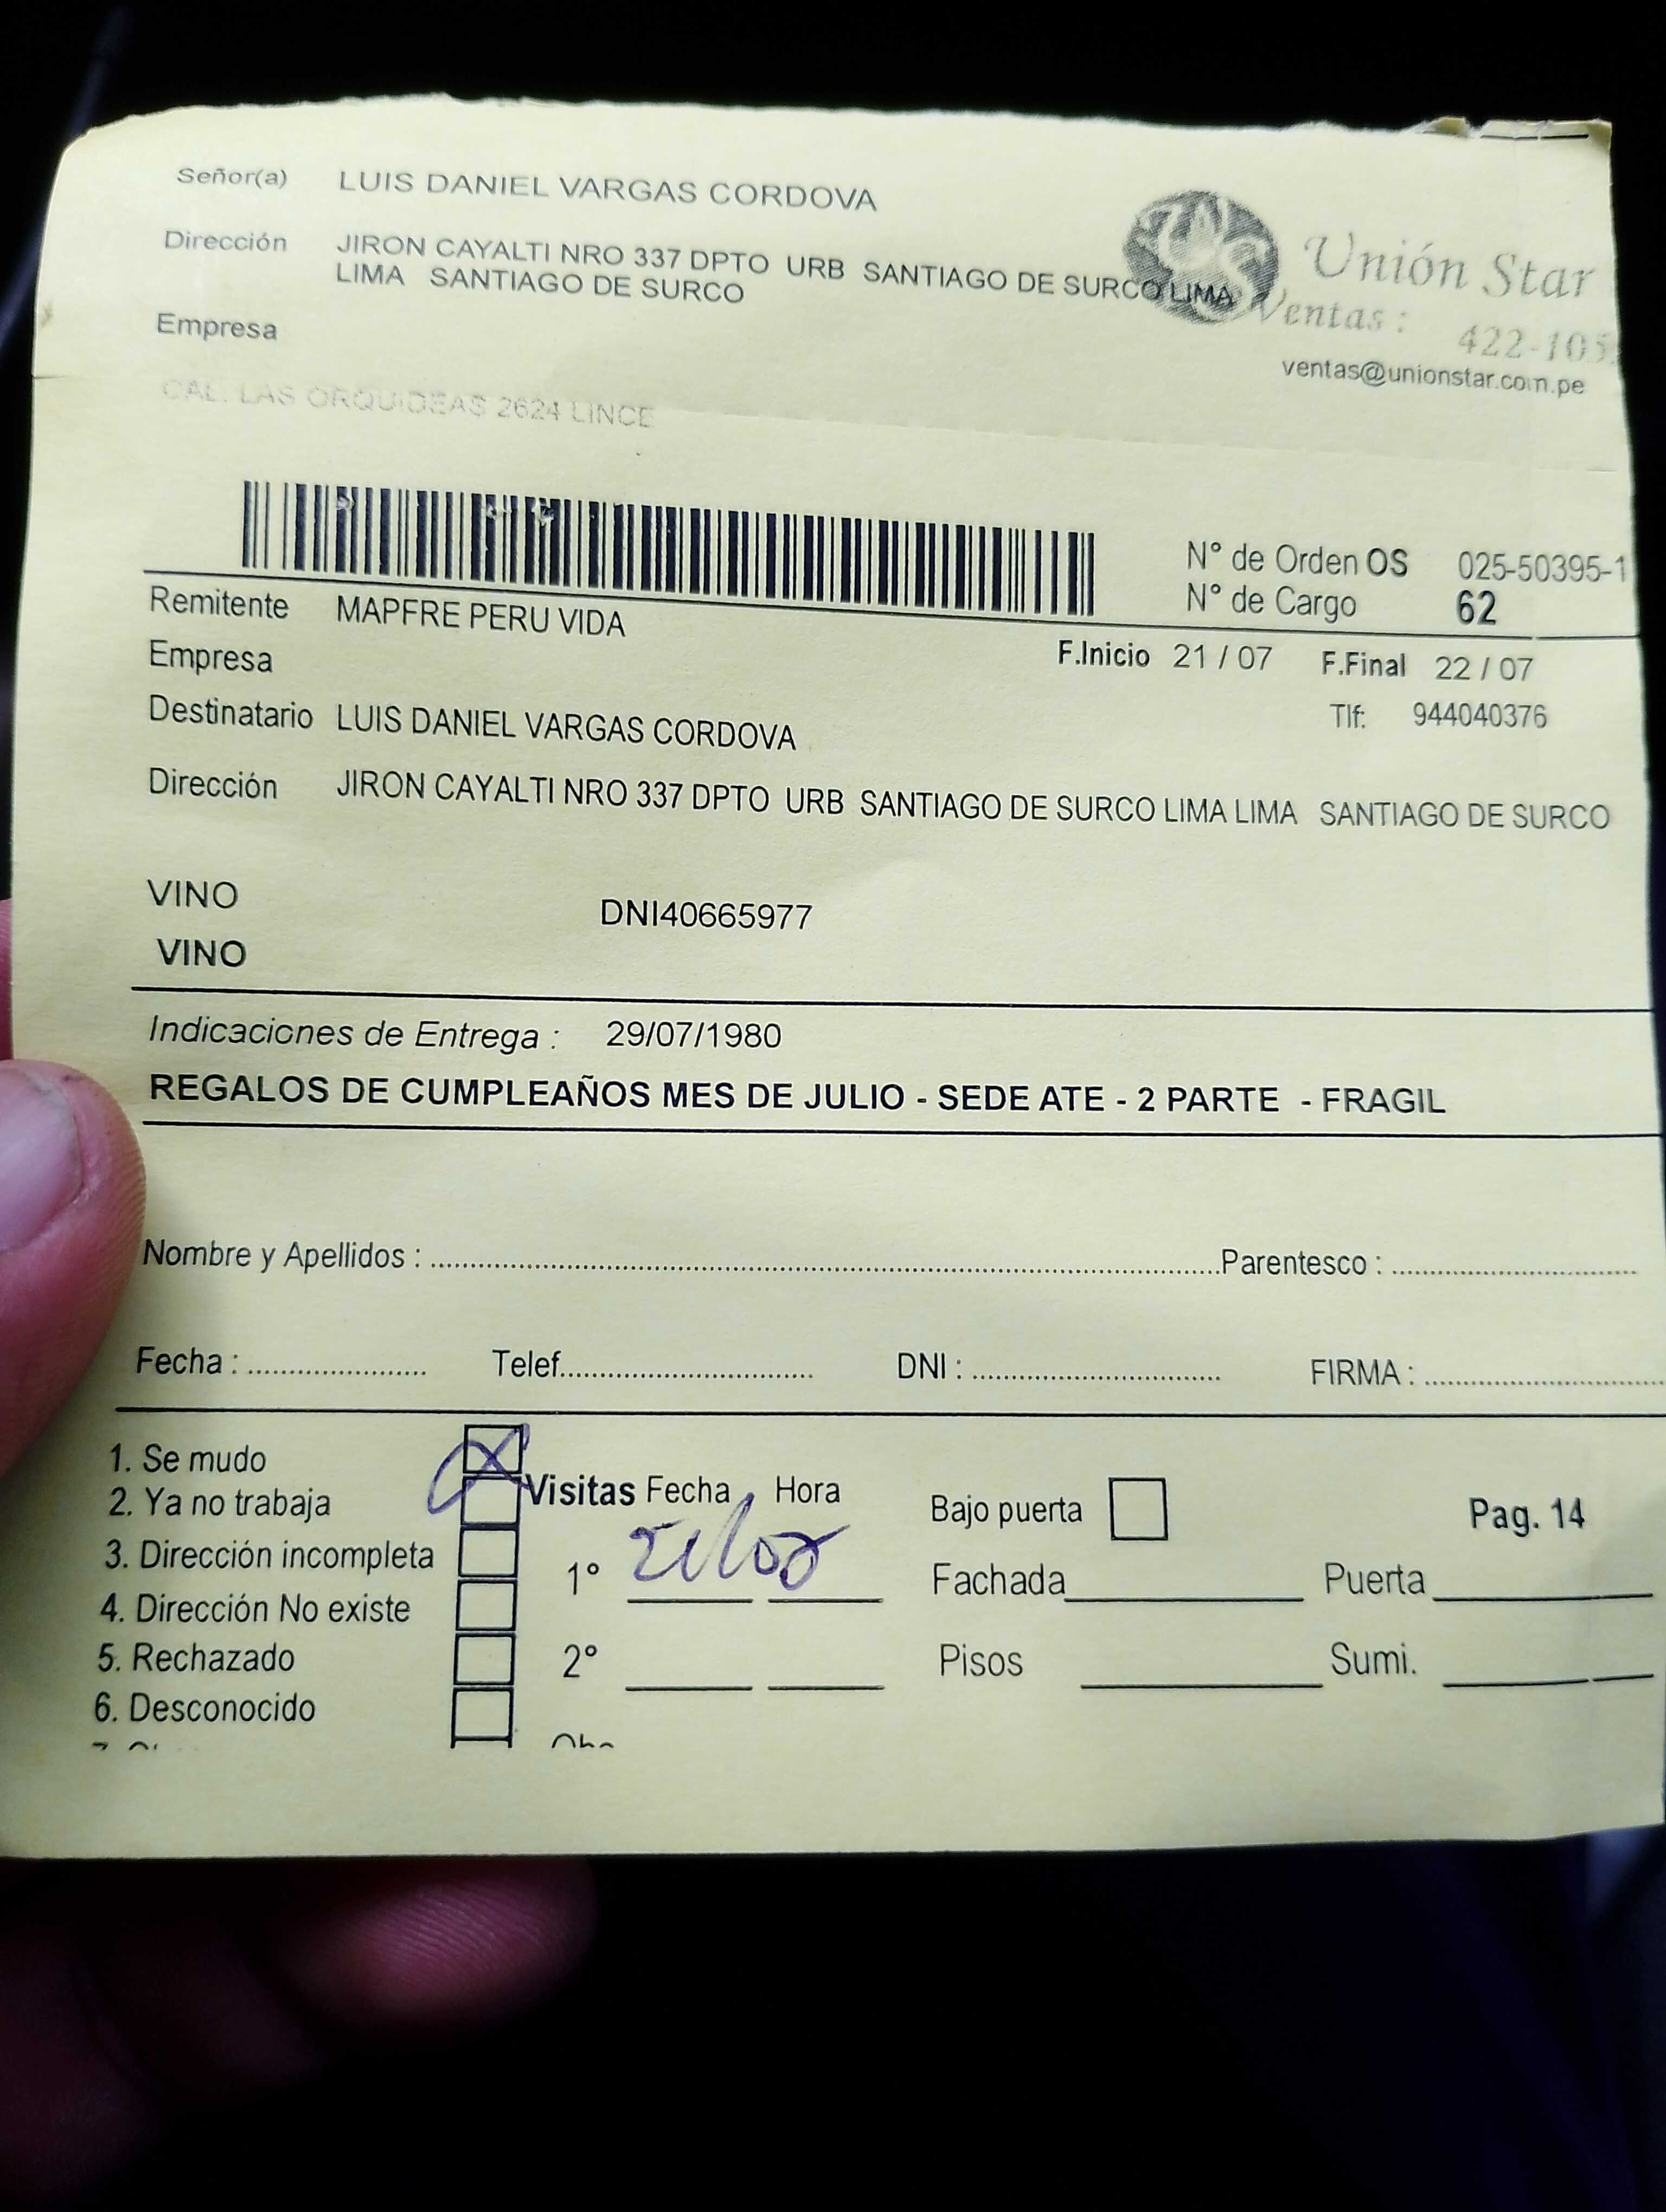 Señor(a) LUIS DANIEL VARGAS CORDOVA
Dirección JIRON CAYALTI NRO 337 DPTO URB SANTIAGO DE SURCO LIMA
LIMA SANTIAGO DE SURCO
Unión Star
Ventas : 422-105
ventas@unionstar.com.pe
Empresa
CAL. LAS ORQUIDEAS 2624 LINCE
N° de Orden OS 025-50395-1
N° de Cargo 62
Remitente MAPFRE PERU VIDA
Empresa
F.Inicio 21 / 07 F.Final 22 / 07
Destinatario LUIS DANIEL VARGAS CORDOVA Tlf: 944040376
Dirección JIRON CAYALTI NRO 337 DPTO URB SANTIAGO DE SURCO LIMA LIMA SANTIAGO DE SURCO
VINO DNI40665977
VINO
Indicaciones de Entrega : 29/07/1980
REGALOS DE CUMPLEAÑOS MES DE JULIO - SEDE ATE - 2 PARTE - FRAGIL
Nombre y Apellidos : Parentesco :
Fecha : Telef. DNI : FIRMA :
1. Se mudo
2. Ya no trabaja
3. Dirección incompleta
4. Dirección No existe
5. Rechazado
6. Desconocido
Visitas Fecha Hora
1°
2°
Bajo puerta Pag. 14
Fachada Puerta
Pisos Sumi.